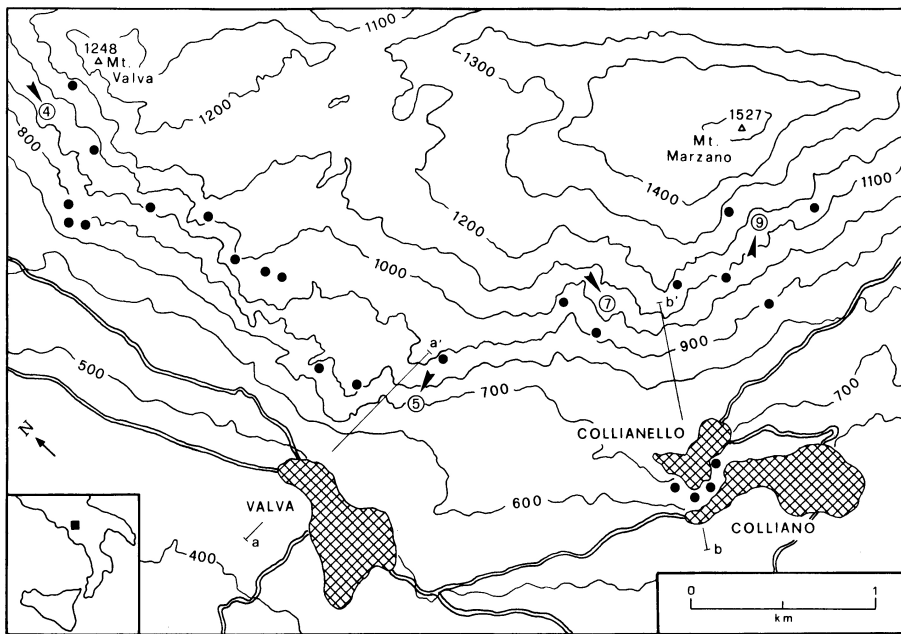 1100
1248
Mt.
Valva
1300
1200
④
800
1527
Mt.
Marzano
1400
1100
⑨
1200
1000
⑦
b'
900
a'
500
700
⑤
700
N
COLLIANELLO
600
VALVA
a
COLLIANO
400
b
0 1
km